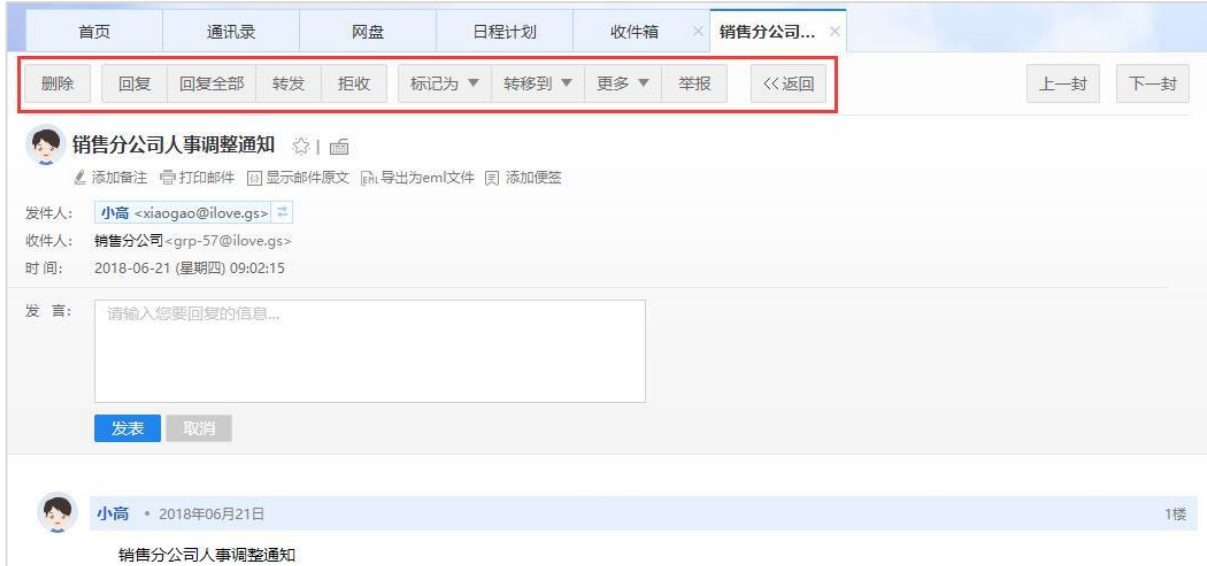 首页 通讯录 网盘 日程计划 收件箱 × 销售分公司... ×
删除 回复 回复全部 转发 拒收 标记为 ▼ 转移到 ▼ 更多 ▼ 举报 <<返回 上一封 下一封
销售分公司人事调整通知
添加备注 打印邮件 显示邮件原文 导出为eml文件 添加便签
发件人: 小高 <xiaogao@ilove.gs>
收件人: 销售分公司<grp-57@ilove.gs>
时 间: 2018-06-21 (星期四) 09:02:15
发 言: 请输入您要回复的信息...
发表 取消
小高 • 2018年06月21日 1楼
销售分公司人事调整通知